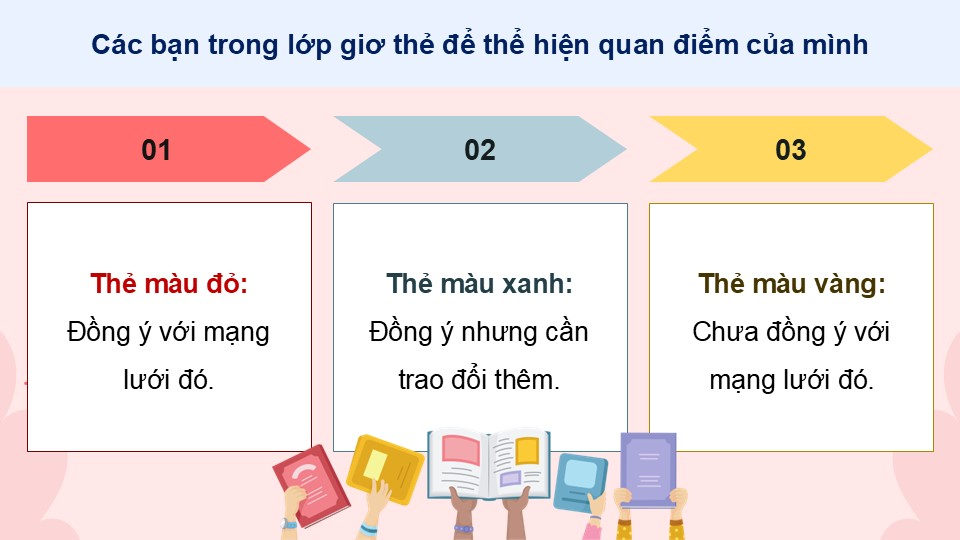 Các bạn trong lớp giơ thẻ để thể hiện quan điểm của mình
01
02
03
Thẻ màu đỏ:
Đồng ý với mạng
lưới đó.
Thẻ màu xanh:
Đồng ý nhưng cần
trao đổi thêm.
Thẻ màu vàng:
Chưa đồng ý với
mạng lưới đó.